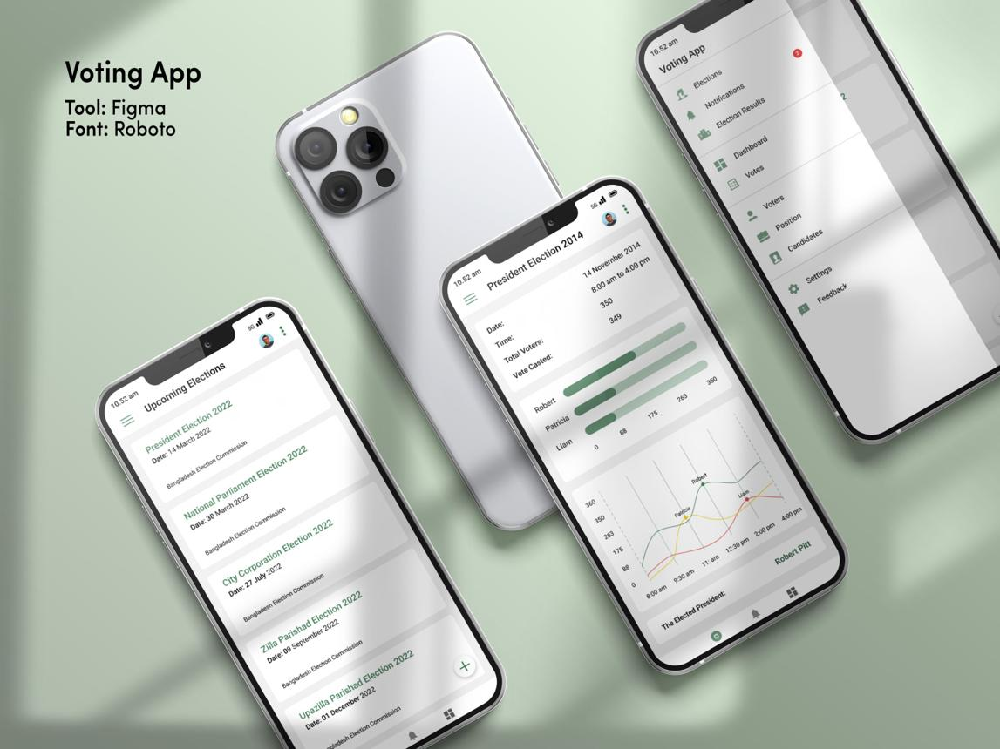 Voting App
Tool: Figma
Font: Roboto
10.52 am
5G
Upcoming Elections
President Election 2022
Date: 14 March 2022
Bangladesh Election Commission
National Parliament Election 2022
Date: 30 March 2022
Bangladesh Election Commission
City Corporation Election 2022
Date: 27 July 2022
Bangladesh Election Commission
Zilla Parishad Election 2022
Date: 09 September 2022
Bangladesh Election Commission
Upazilla Parishad Election 2022
Date: 01 December 2022
Bangladesh Election Commission
10.52 am
5G
President Election 2014
Date: 14 November 2014
Time: 8:00 am to 4:00 pm
Total Voters: 350
Vote Casted: 349
Robert
Patricia
Liam
0 88 175 263 350
360
350
263
175
88
0
Robert
Patricia
Liam
8:00 am 9:30 am 11: am 12:30 pm 2:00 pm 4:00 pm
The Elected President: Robert Pitt
10.52 am
Voting App
Elections
Notifications
Election Results
Dashboard
Votes
Voters
Position
Candidates
Settings
Feedback